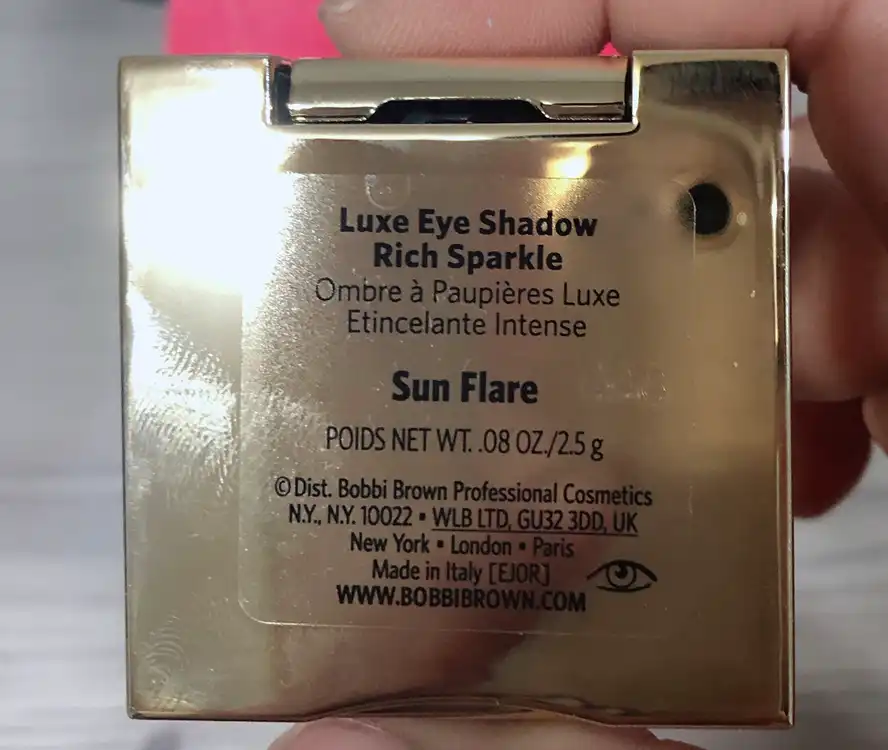 Luxe Eye Shadow
Rich Sparkle
Ombre à Paupières Luxe
Etincelante Intense
Sun Flare
POIDS NET WT. .08 OZ./2.5 g
©Dist. Bobbi Brown Professional Cosmetics
N.Y., N.Y. 10022 • WLB LTD, GU32 3DD, UK
New York • London • Paris
Made in Italy [EJOR]
WWW.BOBBIBROWN.COM